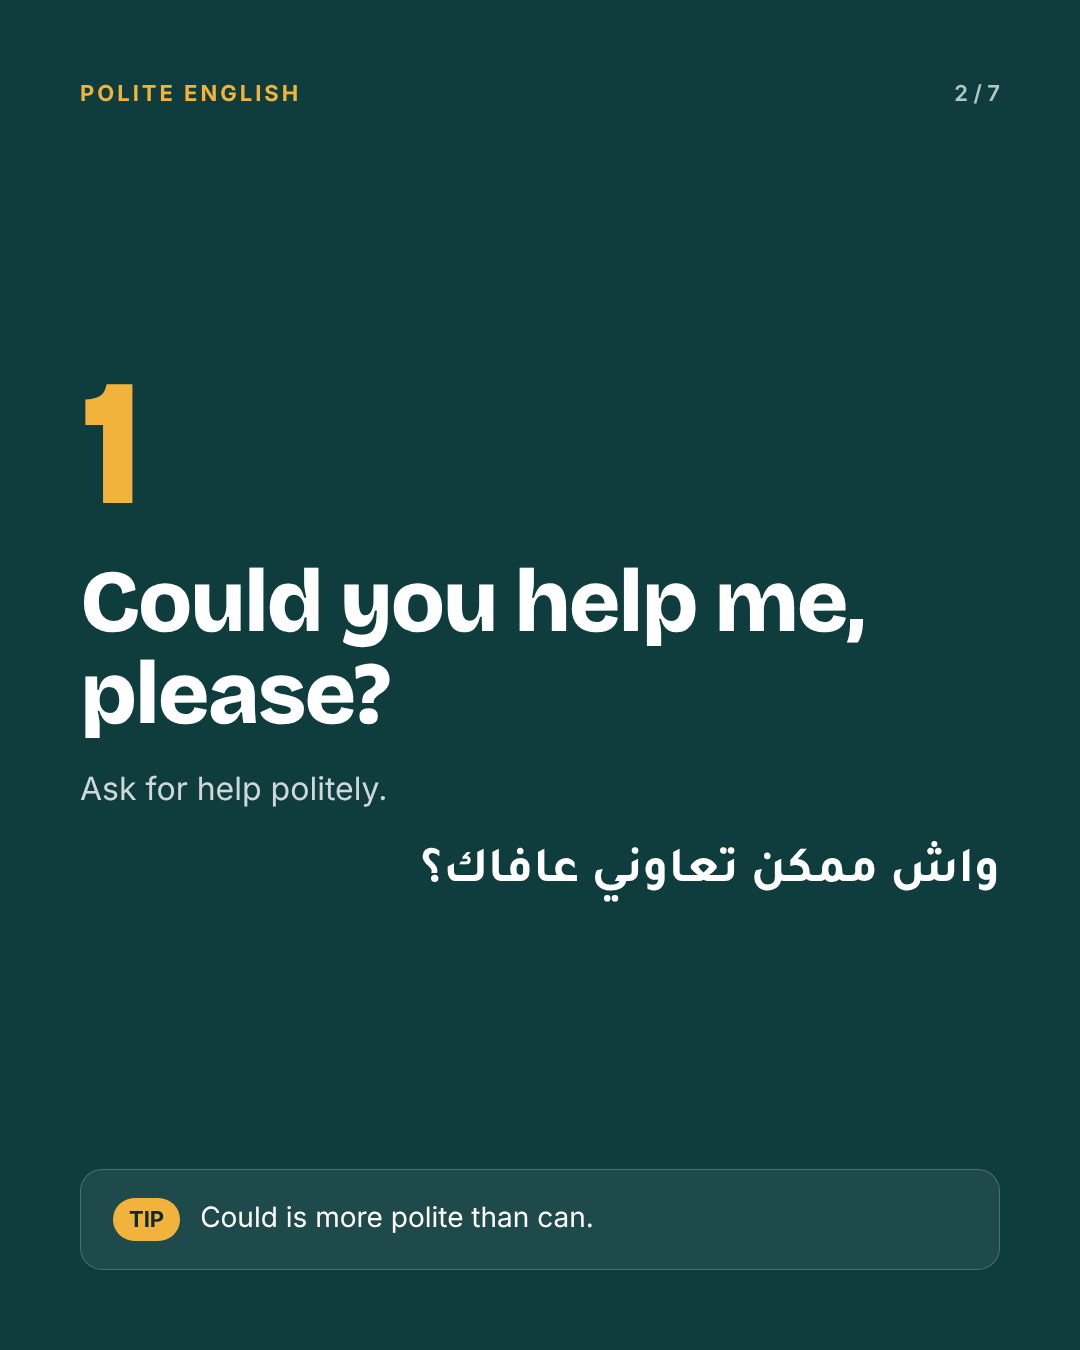 POLITE ENGLISH
2 / 7
1
Could you help me,
please?
Ask for help politely.
واش ممكن تعاوني عافاك؟
TIP
Could is more polite than can.